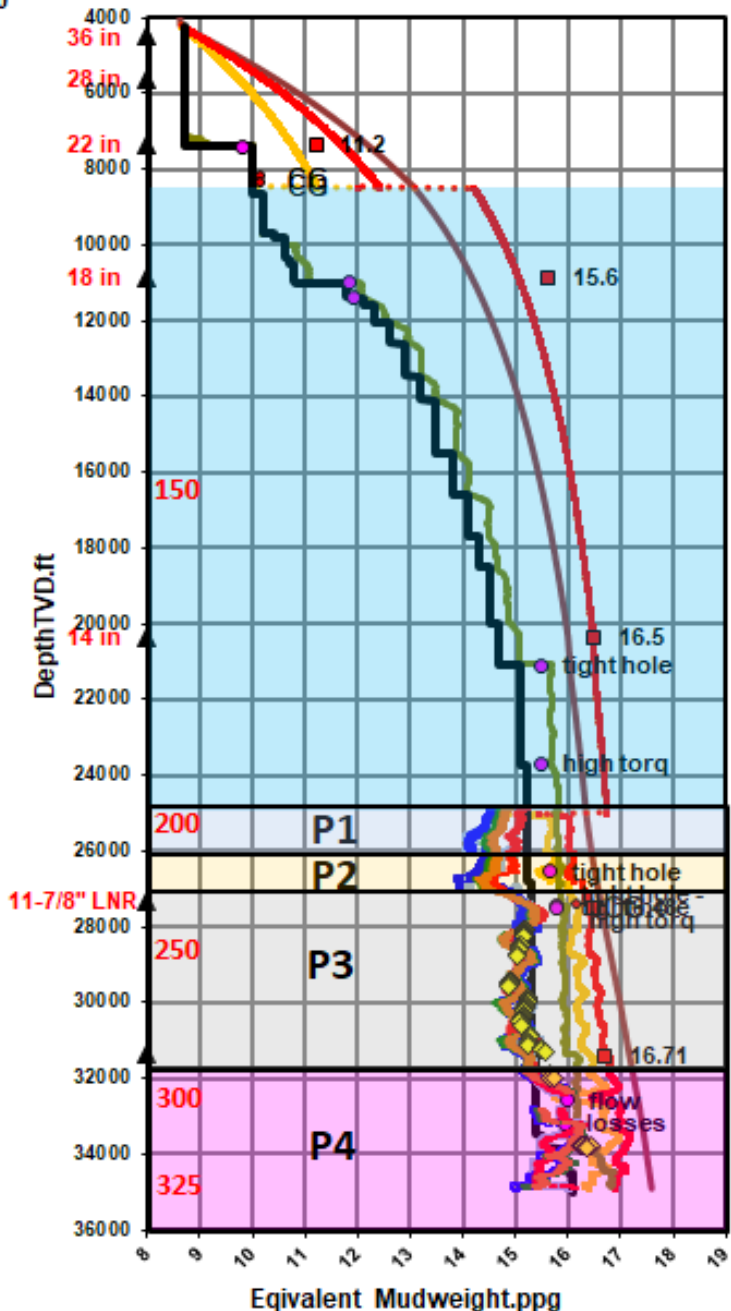 4000
36 in
28 in
6000
22 in
11.2
8000
CG
10000
18 in
15.6
12000
14000
16000
150
18000
20000
14 in
16.5
tight hole
22000
high torq
24000
200
P1
26000
P2
tight hole
11-7/8" LNR
28000
high torq
250
P3
30000
16.71
32000
300
flow
losses
34000
P4
325
36000
8 9 10 11 12 13 14 15 16 17 18 19
DepthTVD.ft
Eqivalent Mudweight.ppg